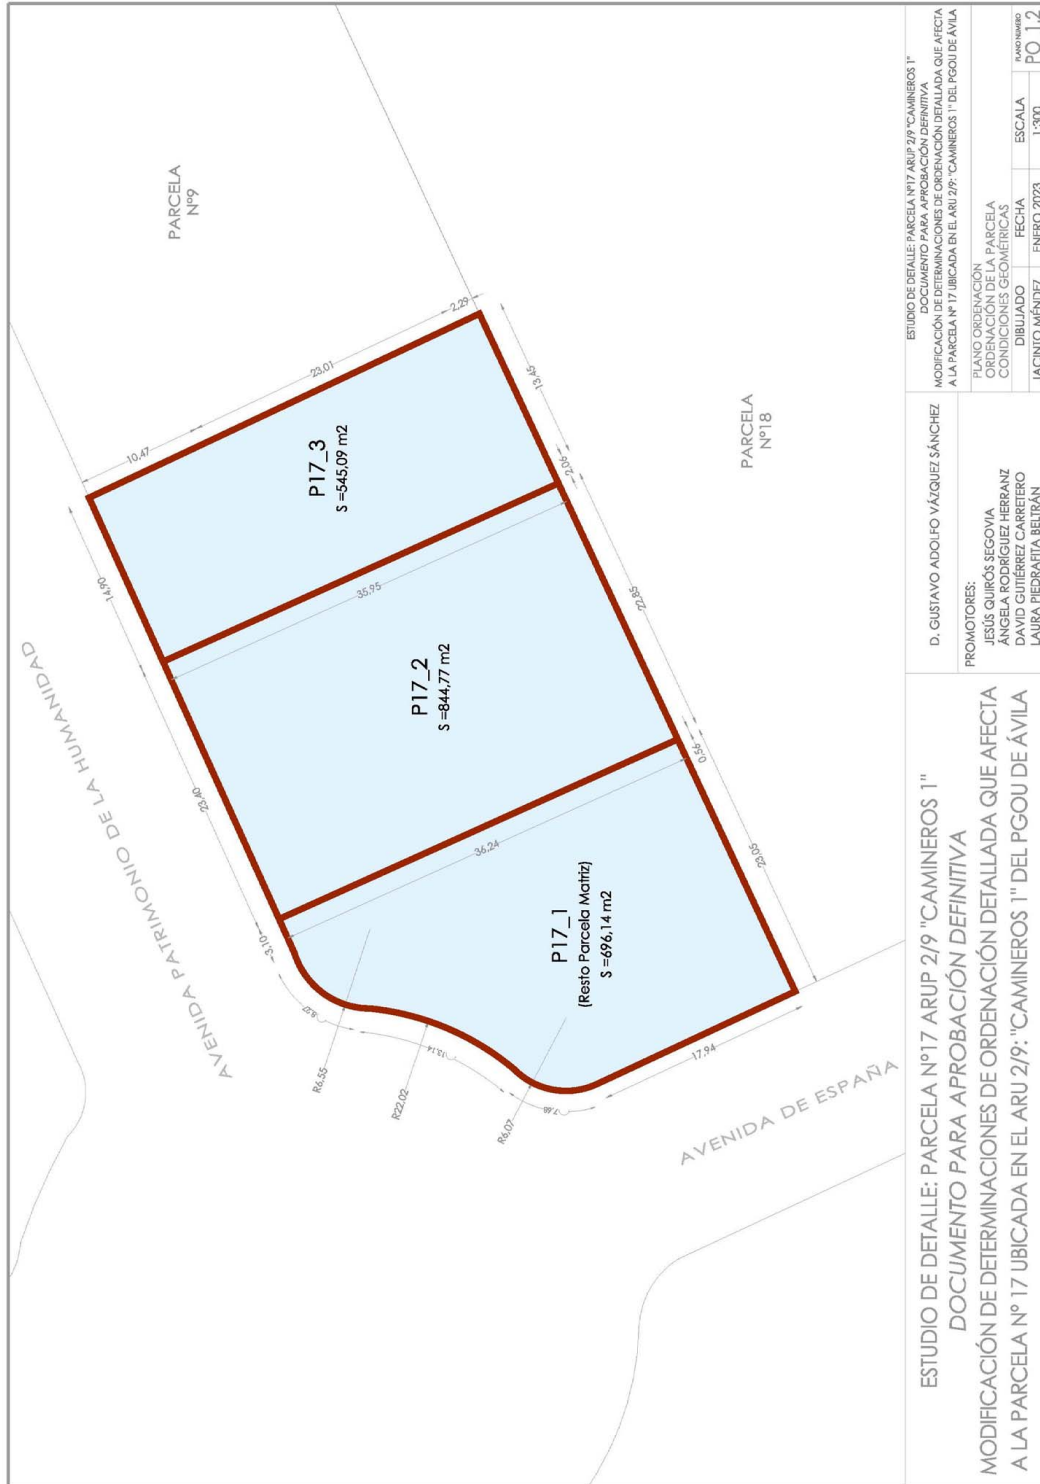 PARCELA
Nº9
AVENIDA PATRIMONIO DE LA HUMANIDAD
10,47
23,01
2,29
14,90
P17_3
S =545,09 m2
13,45
2,06
35,95
PARCELA
Nº18
23,40
P17_2
S =844,77 m2
22,85
0,56
36,24
3,10
8,27
R6,55
13,14
R22,02
P17_1
(Resto Parcela Matriz)
S =696,14 m2
23,05
R6,07
7,68
17,94
AVENIDA DE ESPAÑA
ESTUDIO DE DETALLE: PARCELA Nº17 ARUP 2/9 "CAMINEROS 1"
DOCUMENTO PARA APROBACIÓN DEFINITIVA
MODIFICACIÓN DE DETERMINACIONES DE ORDENACIÓN DETALLADA QUE AFECTA
A LA PARCELA Nº 17 UBICADA EN EL ARU 2/9: "CAMINEROS 1" DEL PGOU DE ÁVILA
D. GUSTAVO ADOLFO VÁZQUEZ SÁNCHEZ
PROMOTORES:
JESÚS QUIRÓS SEGOVIA
ÁNGELA RODRÍGUEZ HERRANZ
DAVID GUTIÉRREZ CARRETERO
LAURA PIEDRAFITA BELTRÁN
ESTUDIO DE DETALLE: PARCELA Nº17 ARUP 2/9 "CAMINEROS 1"
DOCUMENTO PARA APROBACIÓN DEFINITIVA
MODIFICACIÓN DE DETERMINACIONES DE ORDENACIÓN DETALLADA QUE AFECTA
A LA PARCELA Nº 17 UBICADA EN EL ARU 2/9: "CAMINEROS 1" DEL PGOU DE ÁVILA
PLANO ORDENACIÓN
ORDENACIÓN DE LA PARCELA
CONDICIONES GEOMÉTRICAS
DIBUJADO FECHA ESCALA PLANO NÚMERO
JACINTO MÉNDEZ ENERO 2023 1:300 PO 1.2